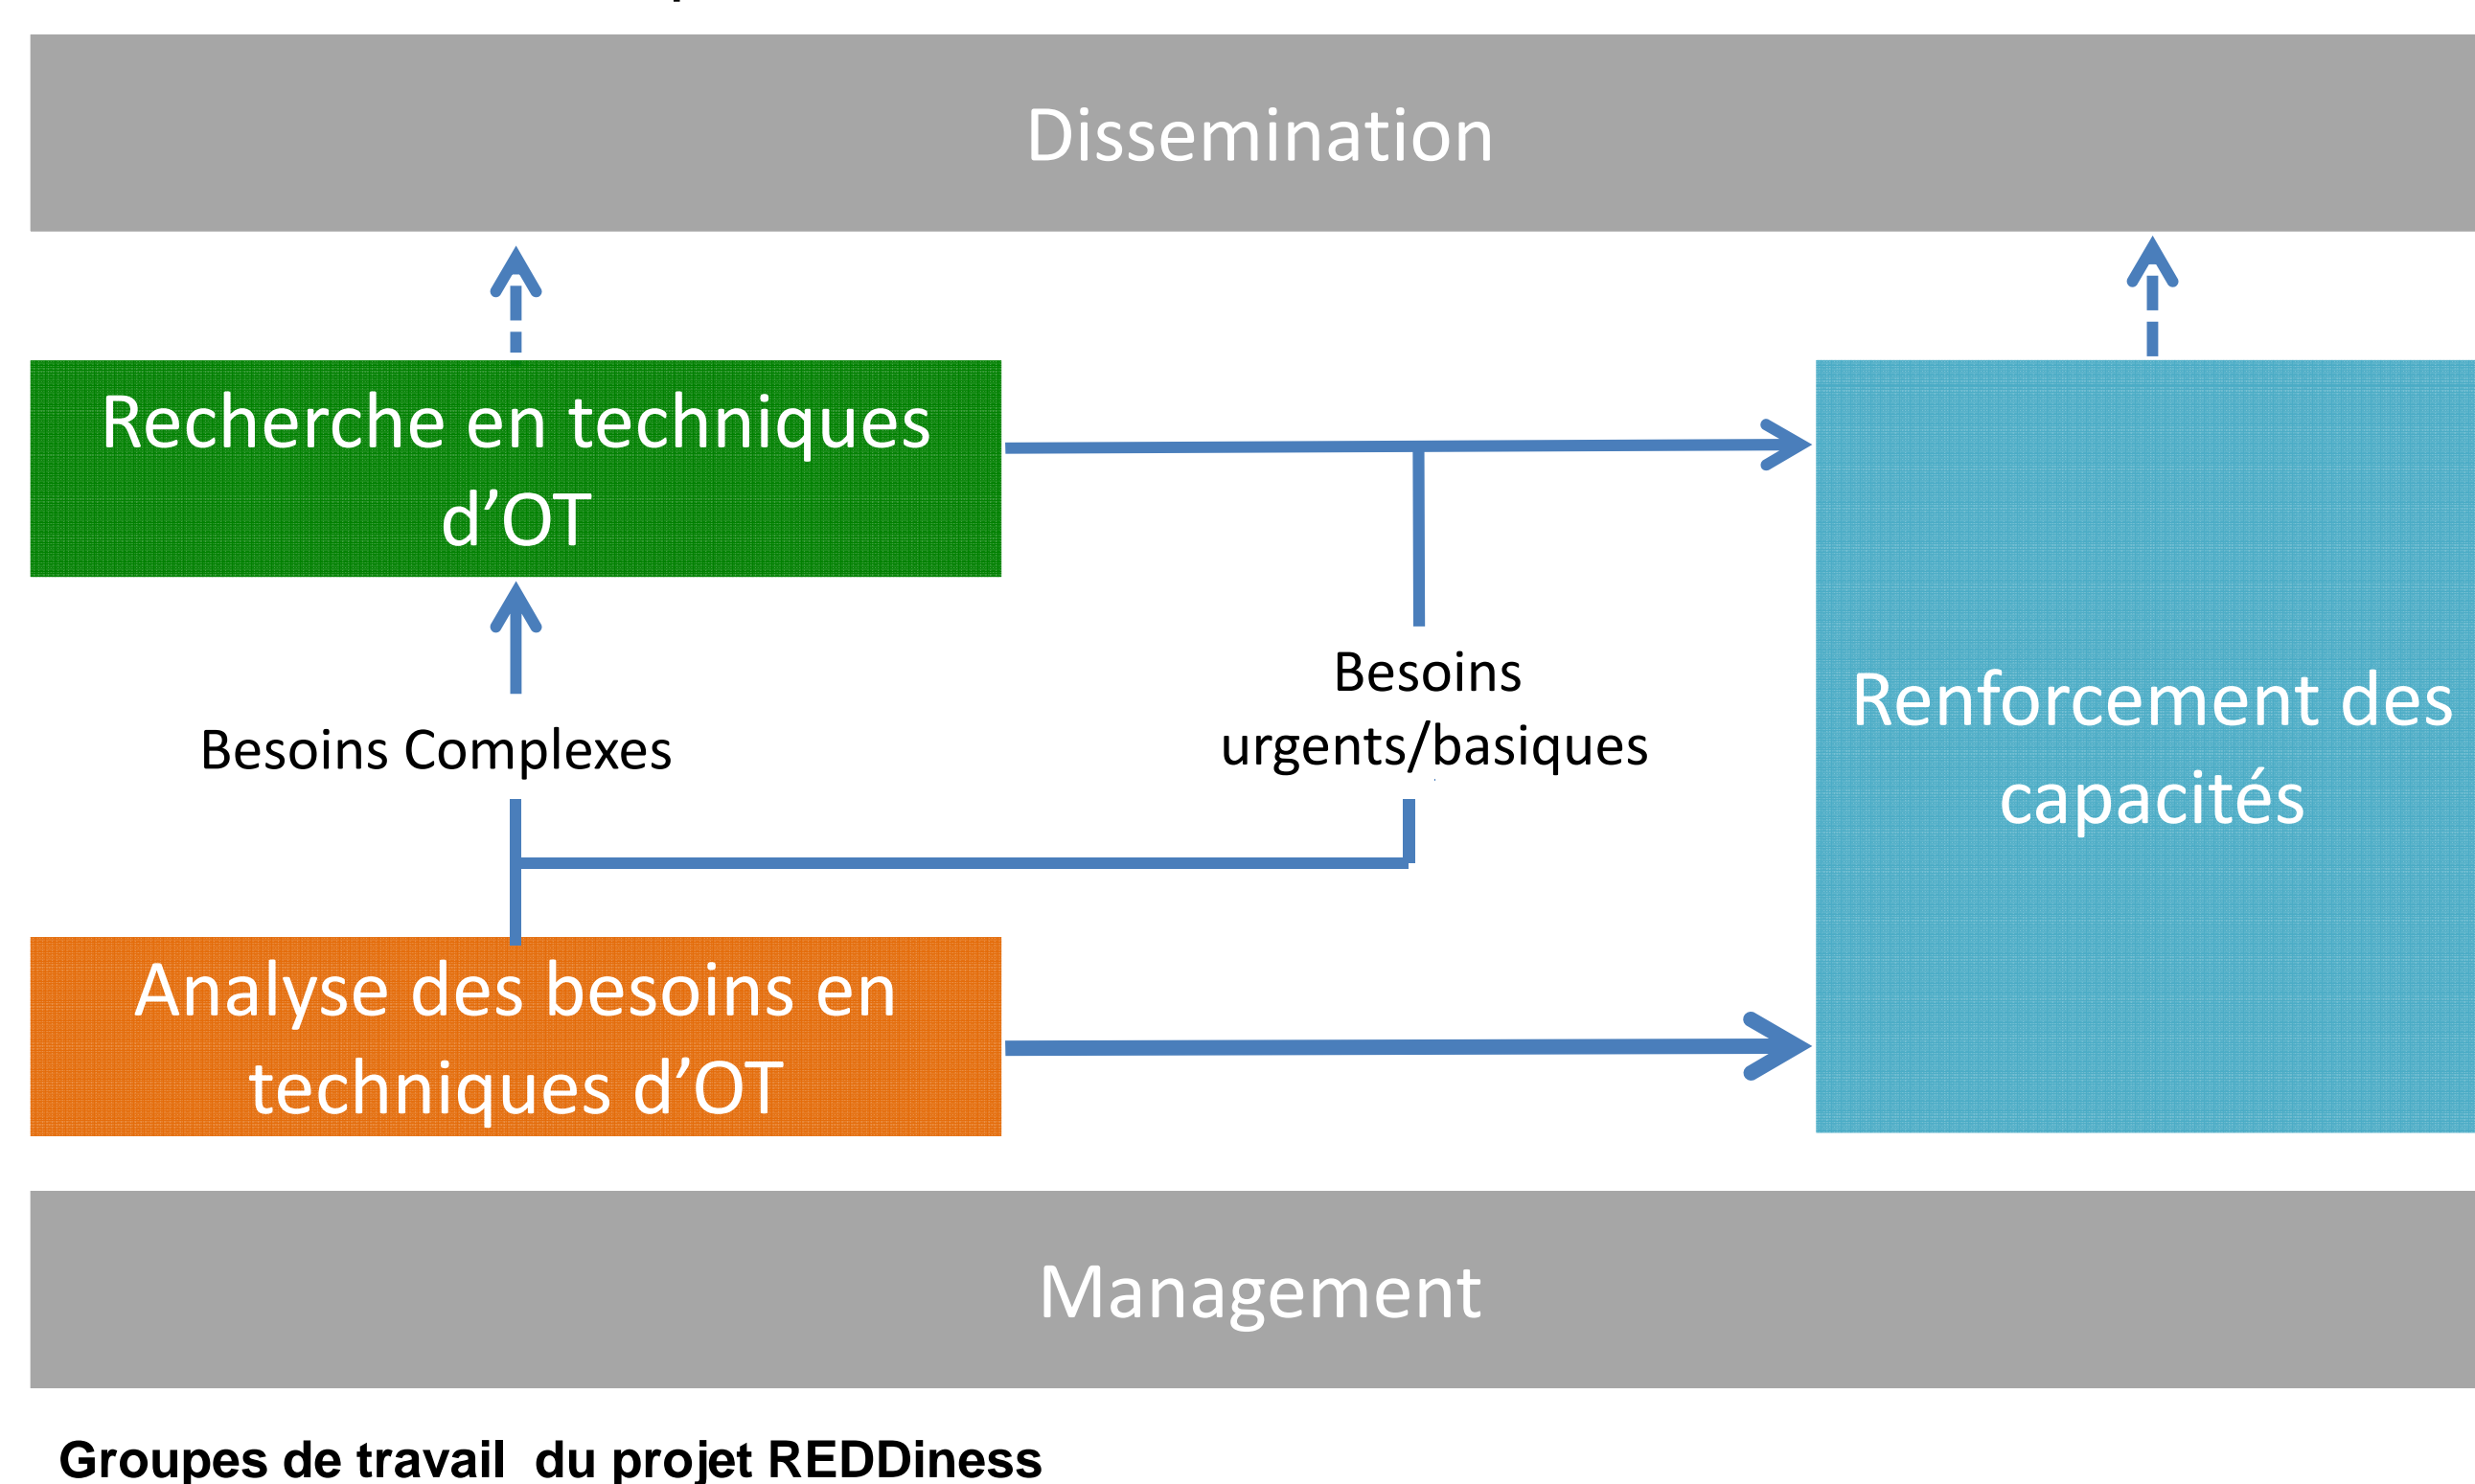 Dissemination
Recherche en techniques
d’OT
Besoins
urgents/basiques
Besoins Complexes
Renforcement des
capacités
Analyse des besoins en
techniques d’OT
Management
Groupes de travail du projet REDDiness